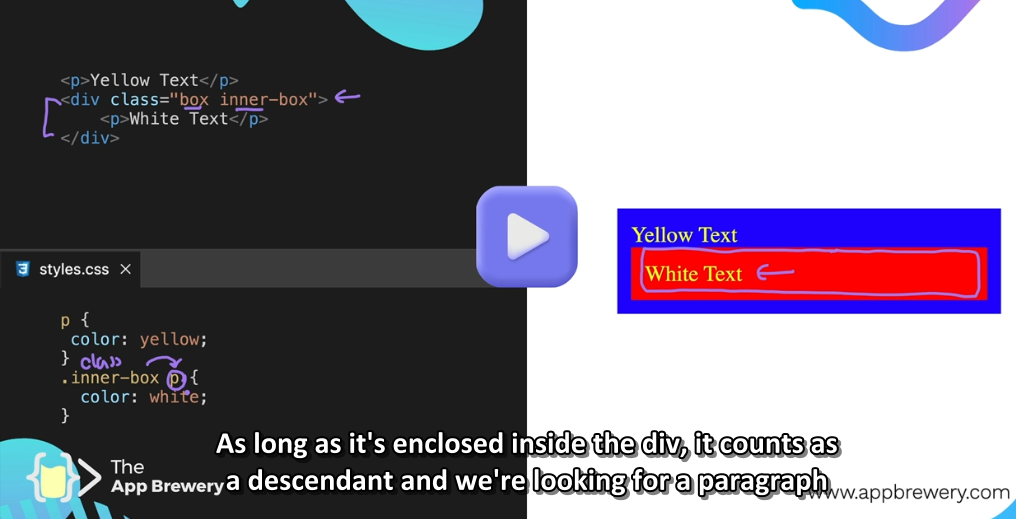 <p>Yellow Text</p>
<div class="box inner-box">
<p>White Text</p>
</div>
styles.css
p {
color: yellow;
}
class
.inner-box p {
color: white;
}
Yellow Text
White Text
As long as it's enclosed inside the div, it counts as
a descendant and we're looking for a paragraph
The
App Brewery
www.appbrewery.com